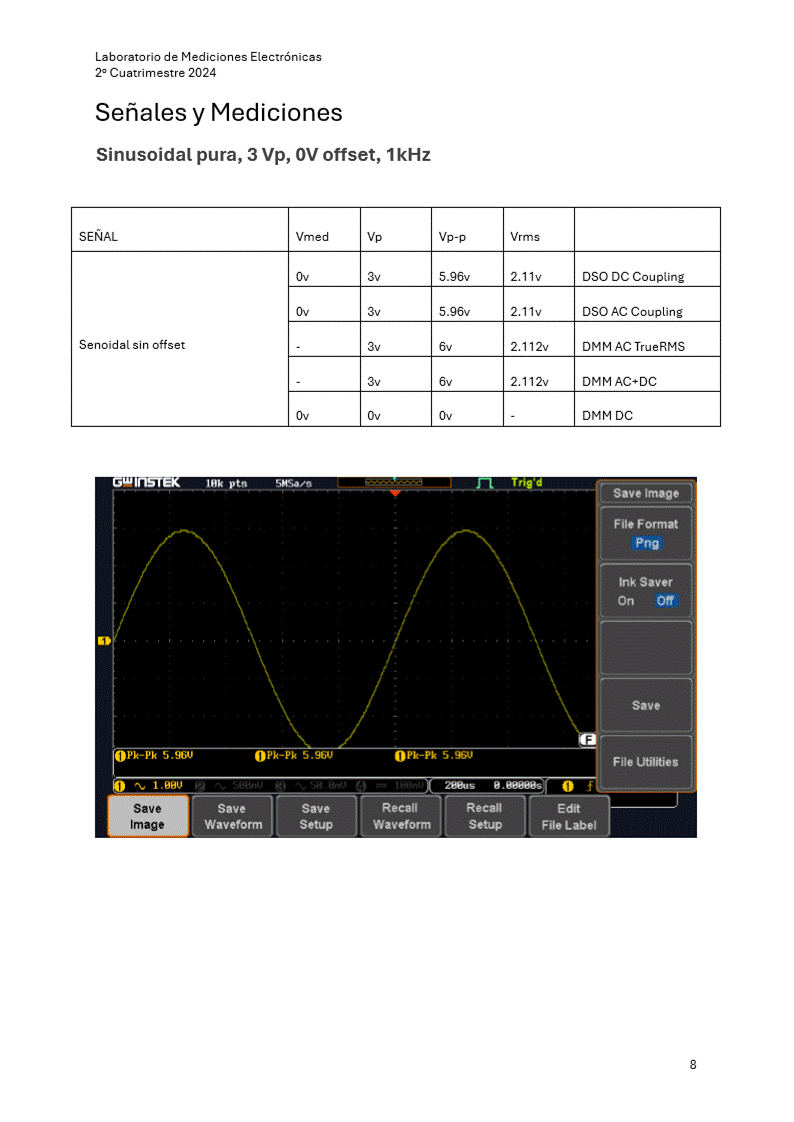 Laboratorio de Mediciones Electrónicas
2º Cuatrimestre 2024
Señales y Mediciones
Sinusoidal pura, 3 Vp, 0V offset, 1kHz
SEÑAL Vmed Vp Vp-p Vrms
Senoidal sin offset
0v 3v 5.96v 2.11v DSO DC Coupling
0v 3v 5.96v 2.11v DSO AC Coupling
- 3v 6v 2.112v DMM AC TrueRMS
- 3v 6v 2.112v DMM AC+DC
0v 0v 0v - DMM DC
GWINSTEK 10k pts 5MSa/s Trig'd
Save Image
File Format
Png
Ink Saver
On Off
Save
File Utilities
1
F
1 Pk-Pk 5.96V 1 Pk-Pk 5.96V 1 Pk-Pk 5.96V
1 1.00V 2 500mV 3 50.0mV 4 100mV 200us 0.00000s 1
Save Image
Save Waveform
Save Setup
Recall Waveform
Recall Setup
Edit File Label
8